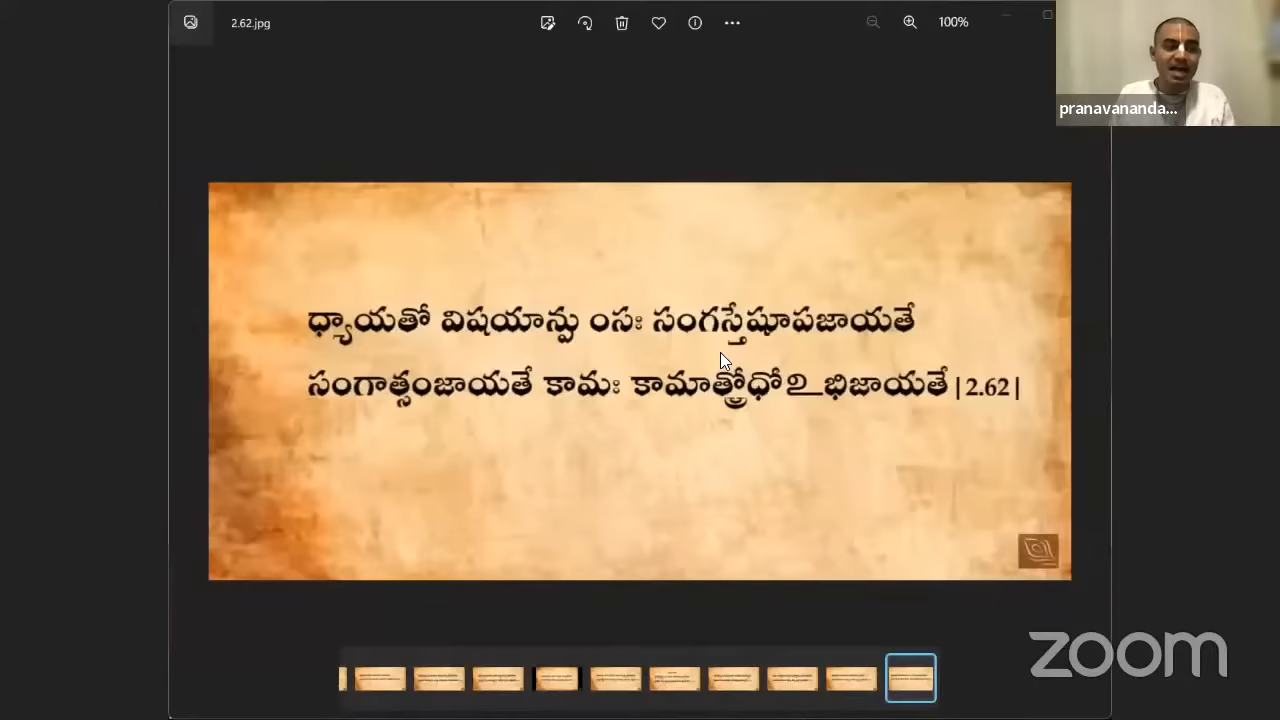 2.62.jpg
100%
pranavananda...
ధ్యాయతో విషయాన్పు ంసః సంగస్తేషూపజాయతే
సంగాత్సంజాయతే కామః కామాత్క్రోధోఽభిజాయతే|2.62|
zoom